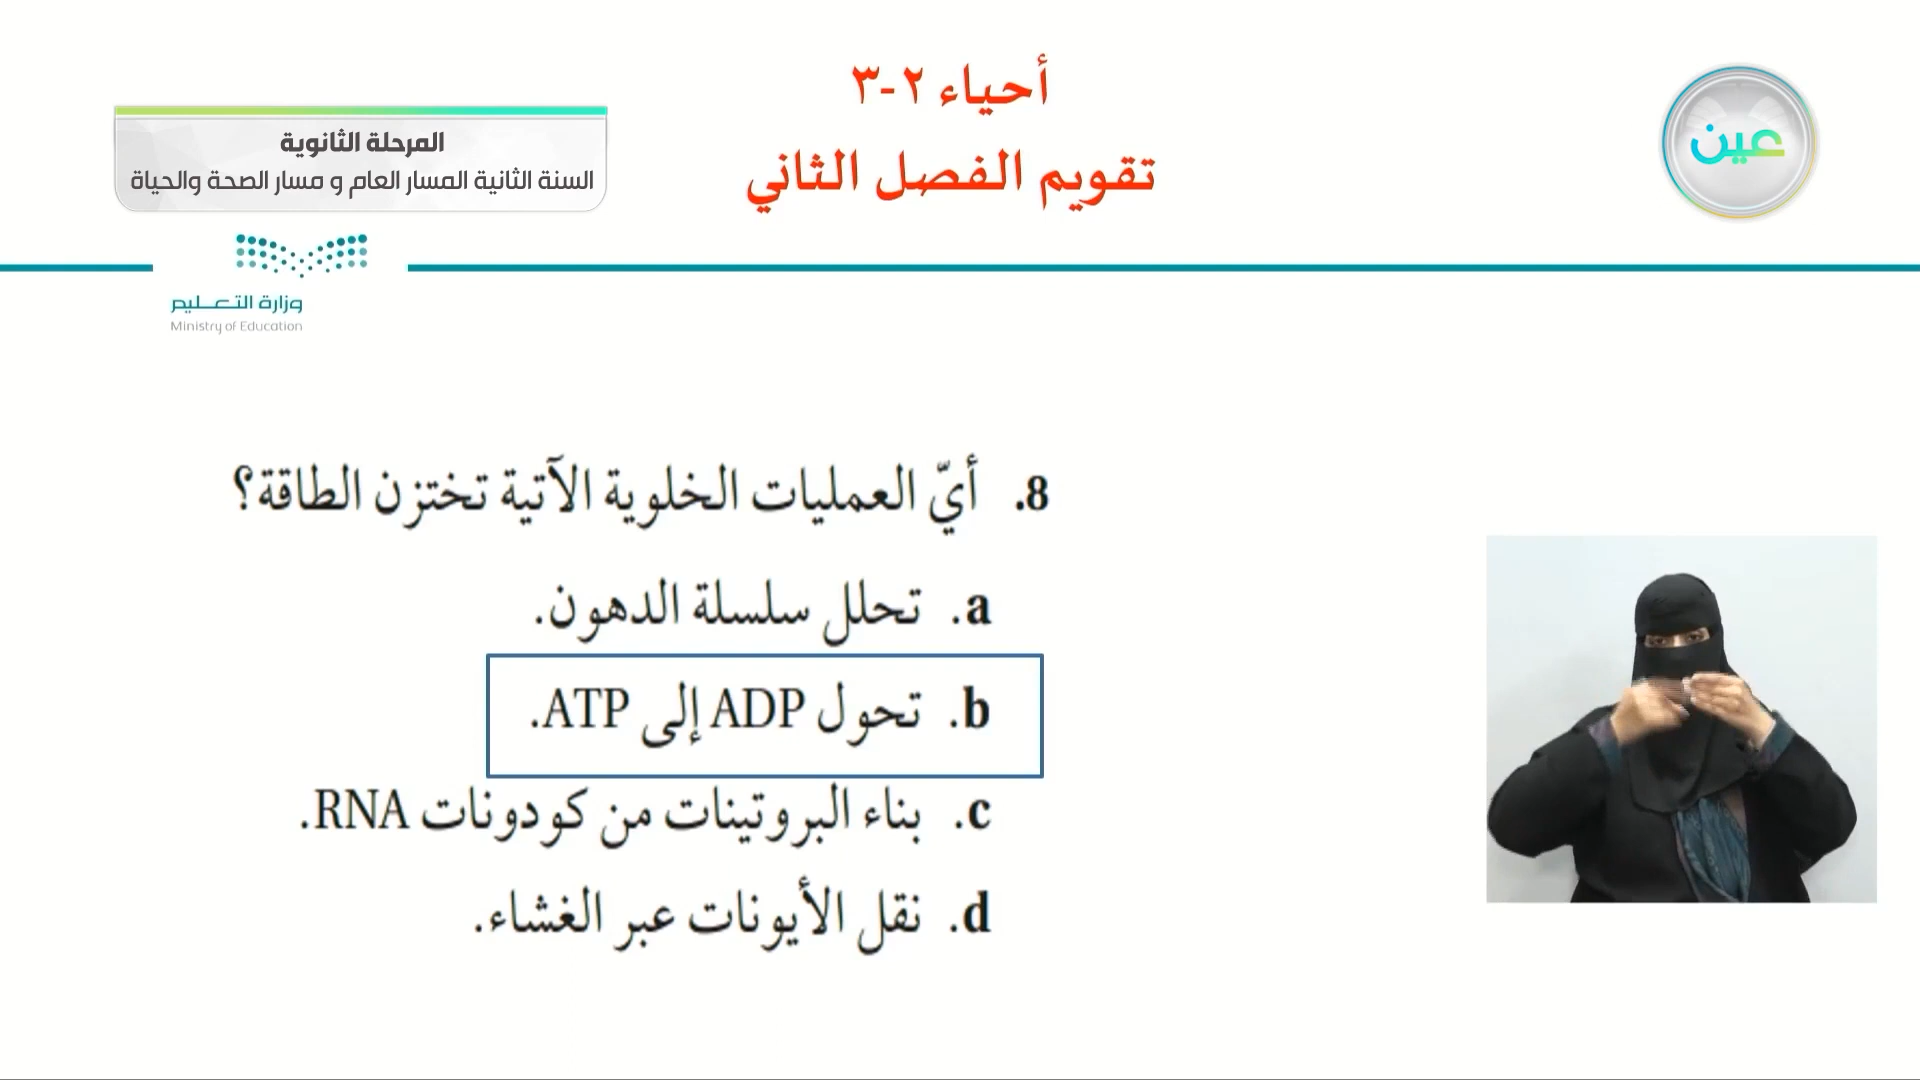 أحياء ٢-٣
تقويم الفصل الثاني
عين
المرحلة الثانوية
السنة الثانية المسار العام و مسار الصحة والحياة
وزارة التعليم
Ministry of Education
8. أيّ العمليات الخلوية الآتية تختزن الطاقة؟
a. تحلل سلسلة الدهون.
b. تحول ADP إلى ATP.
c. بناء البروتينات من كودونات RNA.
d. نقل الأيونات عبر الغشاء.